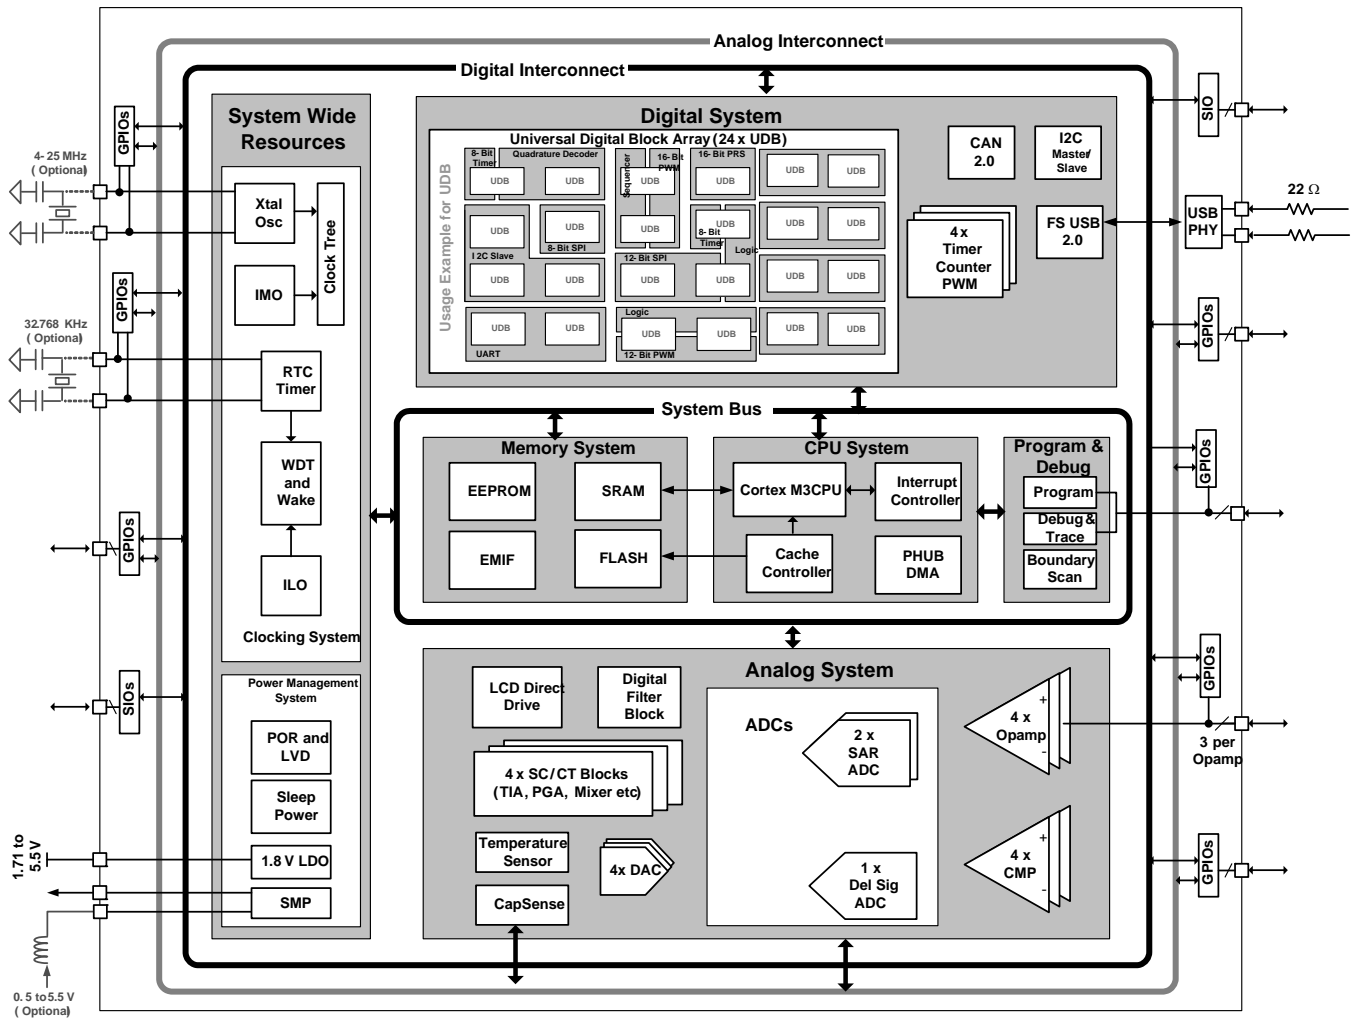 Analog Interconnect
Digital Interconnect
System Wide
Resources
Xtal
Osc
IMO
Clock Tree
RTC
Timer
WDT
and
Wake
ILO
Clocking System
Power Management
System
POR and
LVD
Sleep
Power
1.8 V LDO
SMP
4- 25 MHz
( Optional)
GPIOs
32.768 KHz
( Optional)
GPIOs
GPIOs
SIOs
1.71 to
5.5 V
0. 5 to 5.5 V
( Optional)
Digital System
Universal Digital Block Array (24 x UDB)
Usage Example for UDB
8- Bit
Timer
Quadrature Decoder
Sequencer
16- Bit
PWM
16- Bit PRS
UDB
UDB
UDB
UDB
UDB
UDB
UDB
UDB
UDB
UDB
UDB
UDB
I2C Slave
8- Bit SPI
12- Bit SPI
8- Bit
Timer
Logic
UDB
UDB
UDB
UDB
UDB
UDB
Logic
UDB
UDB
UDB
UDB
UDB
UDB
UART
12- Bit PWM
CAN
2.0
I2C
Master/
Slave
4 x
Timer
Counter
PWM
FS USB
2.0
System Bus
Memory System
EEPROM
SRAM
EMIF
FLASH
CPU System
Cortex M3CPU
Interrupt
Controller
Cache
Controller
PHUB
DMA
Program &
Debug
Program
Debug &
Trace
Boundary
Scan
Analog System
LCD Direct
Drive
Digital
Filter
Block
4 x SC/CT Blocks
(TIA, PGA, Mixer etc)
Temperature
Sensor
4x DAC
CapSense
ADCs
2 x
SAR
ADC
1 x
Del Sig
ADC
+
4 x
Opamp
-
+
4 x
CMP
-
SIO
USB
PHY
22 Ω
GPIOs
GPIOs
GPIOs
3 per
Opamp
GPIOs